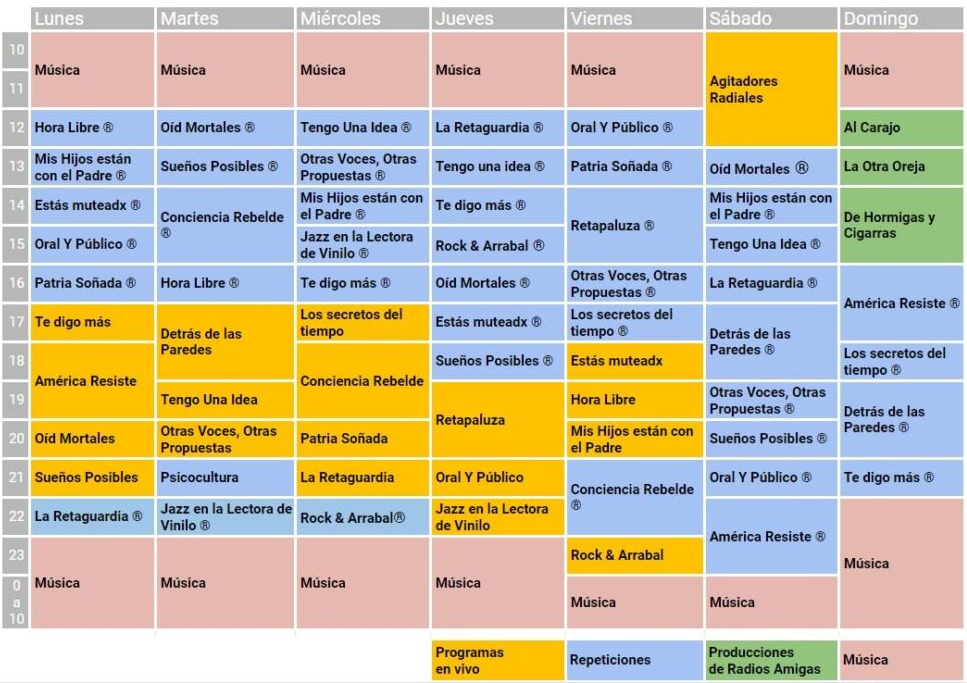 Lunes Martes Miércoles Jueves Viernes Sábado Domingo
10
Música Música Música Música Música Agitadores Radiales Música
11
12 Hora Libre ® Oíd Mortales ® Tengo Una Idea ® La Retaguardia ® Oral Y Público ® Al Carajo
13 Mis Hijos están con el Padre ® Sueños Posibles ® Otras Voces, Otras Propuestas ® Tengo una idea ® Patria Soñada ® Oíd Mortales ® La Otra Oreja
14 Estás muteadx ® Conciencia Rebelde ® Mis Hijos están con el Padre ® Te digo más ® Retapaluza ® Mis Hijos están con el Padre ® De Hormigas y Cigarras
15 Oral Y Público ® Jazz en la Lectora de Vinilo ® Rock & Arrabal ® Tengo Una Idea ®
16 Patria Soñada ® Hora Libre ® Te digo más ® Oíd Mortales ® Otras Voces, Otras Propuestas ® La Retaguardia ® América Resiste ®
17 Te digo más Detrás de las Paredes Los secretos del tiempo Estás muteadx ® Los secretos del tiempo ® Detrás de las Paredes ®
18 América Resiste Conciencia Rebelde Sueños Posibles ® Estás muteadx Los secretos del tiempo ®
19 Tengo Una Idea Retapaluza Hora Libre Otras Voces, Otras Propuestas ® Detrás de las Paredes ®
20 Oíd Mortales Otras Voces, Otras Propuestas Patria Soñada Mis Hijos están con el Padre Sueños Posibles ®
21 Sueños Posibles Psicocultura La Retaguardia Oral Y Público Conciencia Rebelde ® Oral Y Público ® Te digo más ®
22 La Retaguardia ® Jazz en la Lectora de Vinilo ® Rock & Arrabal® Jazz en la Lectora de Vinilo América Resiste ® Música
23 Música Música Música Música Rock & Arrabal
0 a 10 Música Música
Programas en vivo Repeticiones Producciones de Radios Amigas Música